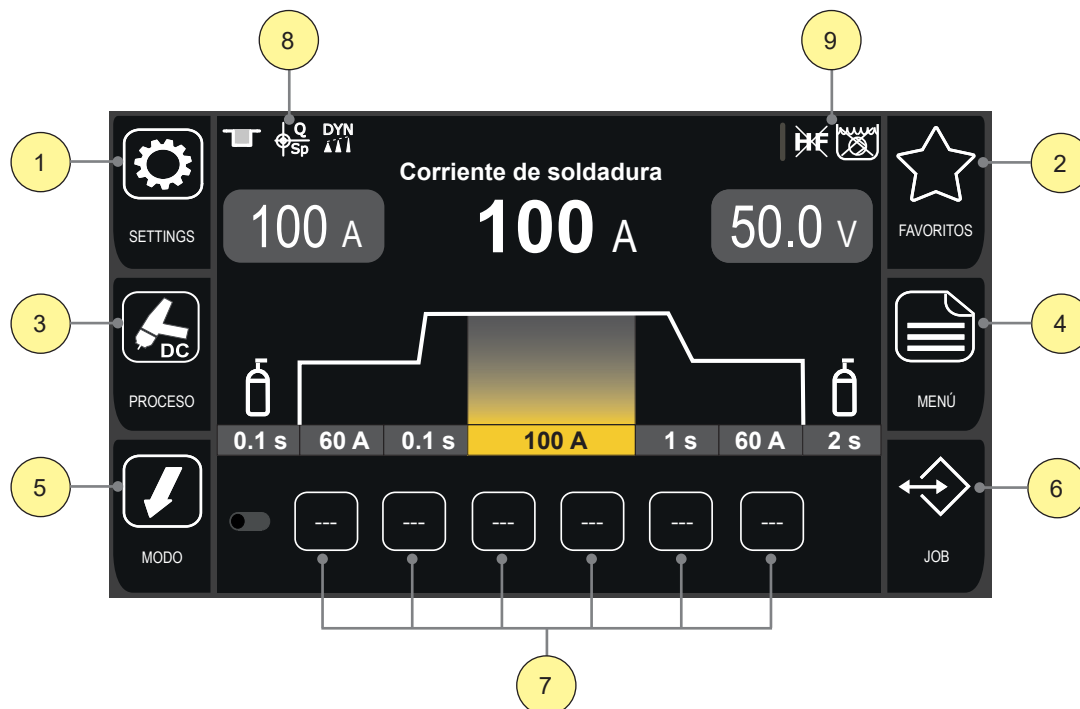 8
9
Q
Sp
DYN
HF
1
2
Corriente de soldadura
100 A
100 A
50.0 V
SETTINGS
FAVORITOS
3
DC
4
PROCESO
MENÚ
0.1 s
60 A
0.1 s
100 A
1 s
60 A
2 s
5
6
---
---
---
---
---
---
MODO
JOB
7